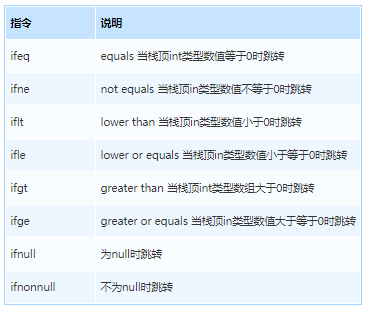 指令 说明
ifeq equals 当栈顶int类型数值等于0时跳转
ifne not equals 当栈顶in类型数值不等于0时跳转
iflt lower than 当栈顶in类型数值小于0时跳转
ifle lower or equals 当栈顶in类型数值小于等于0时跳转
ifgt greater than 当栈顶int类型数组大于0时跳转
ifge greater or equals 当栈顶in类型数值大于等于0时跳转
ifnull 为null时跳转
ifnonnull 不为null时跳转